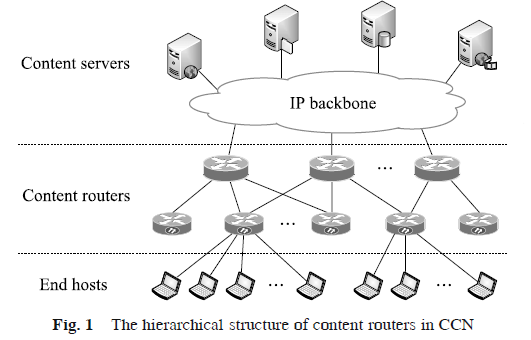 Content servers
IP backbone
...
Content routers
...
End hosts
...
...
Fig. 1 The hierarchical structure of content routers in CCN